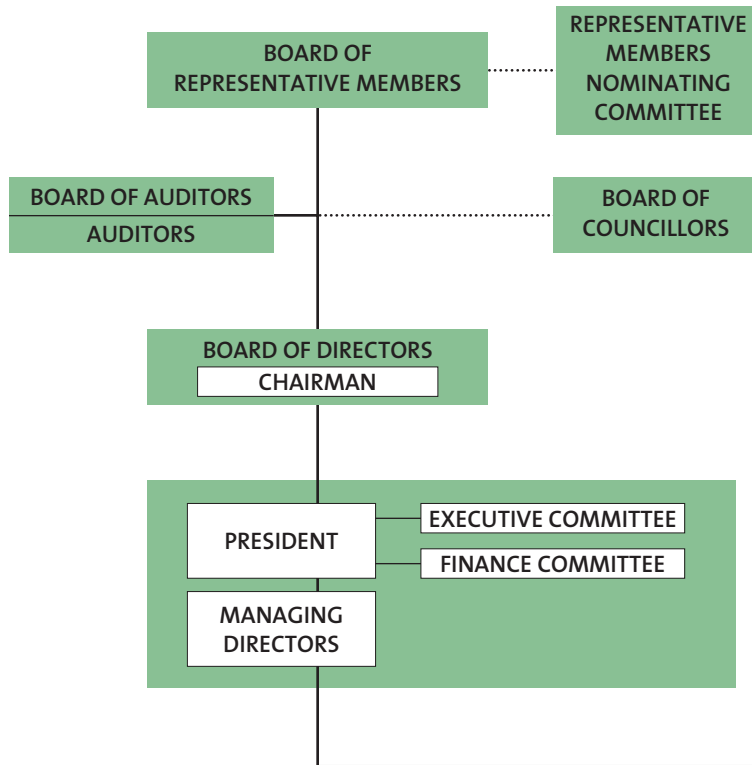 BOARD OF
REPRESENTATIVE MEMBERS
REPRESENTATIVE
MEMBERS
NOMINATING
COMMITTEE
BOARD OF AUDITORS
AUDITORS
BOARD OF
COUNCILLORS
BOARD OF DIRECTORS
CHAIRMAN
PRESIDENT
EXECUTIVE COMMITTEE
FINANCE COMMITTEE
MANAGING
DIRECTORS